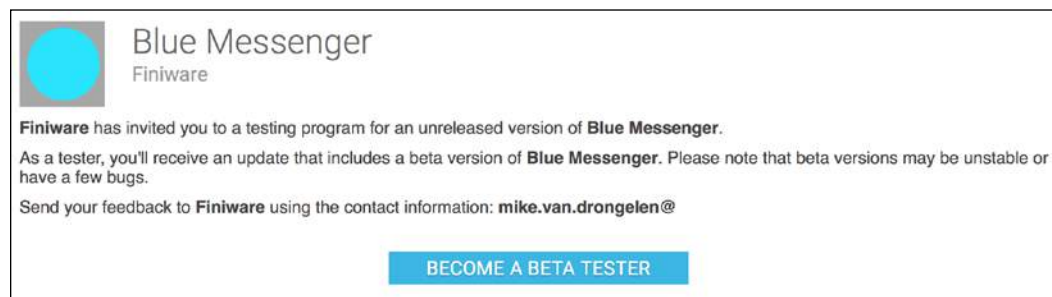 Blue Messenger
Finiware
Finiware has invited you to a testing program for an unreleased version of Blue Messenger.
As a tester, you'll receive an update that includes a beta version of Blue Messenger. Please note that beta versions may be unstable or
have a few bugs.
Send your feedback to Finiware using the contact information: mike.van.drongelen@
BECOME A BETA TESTER